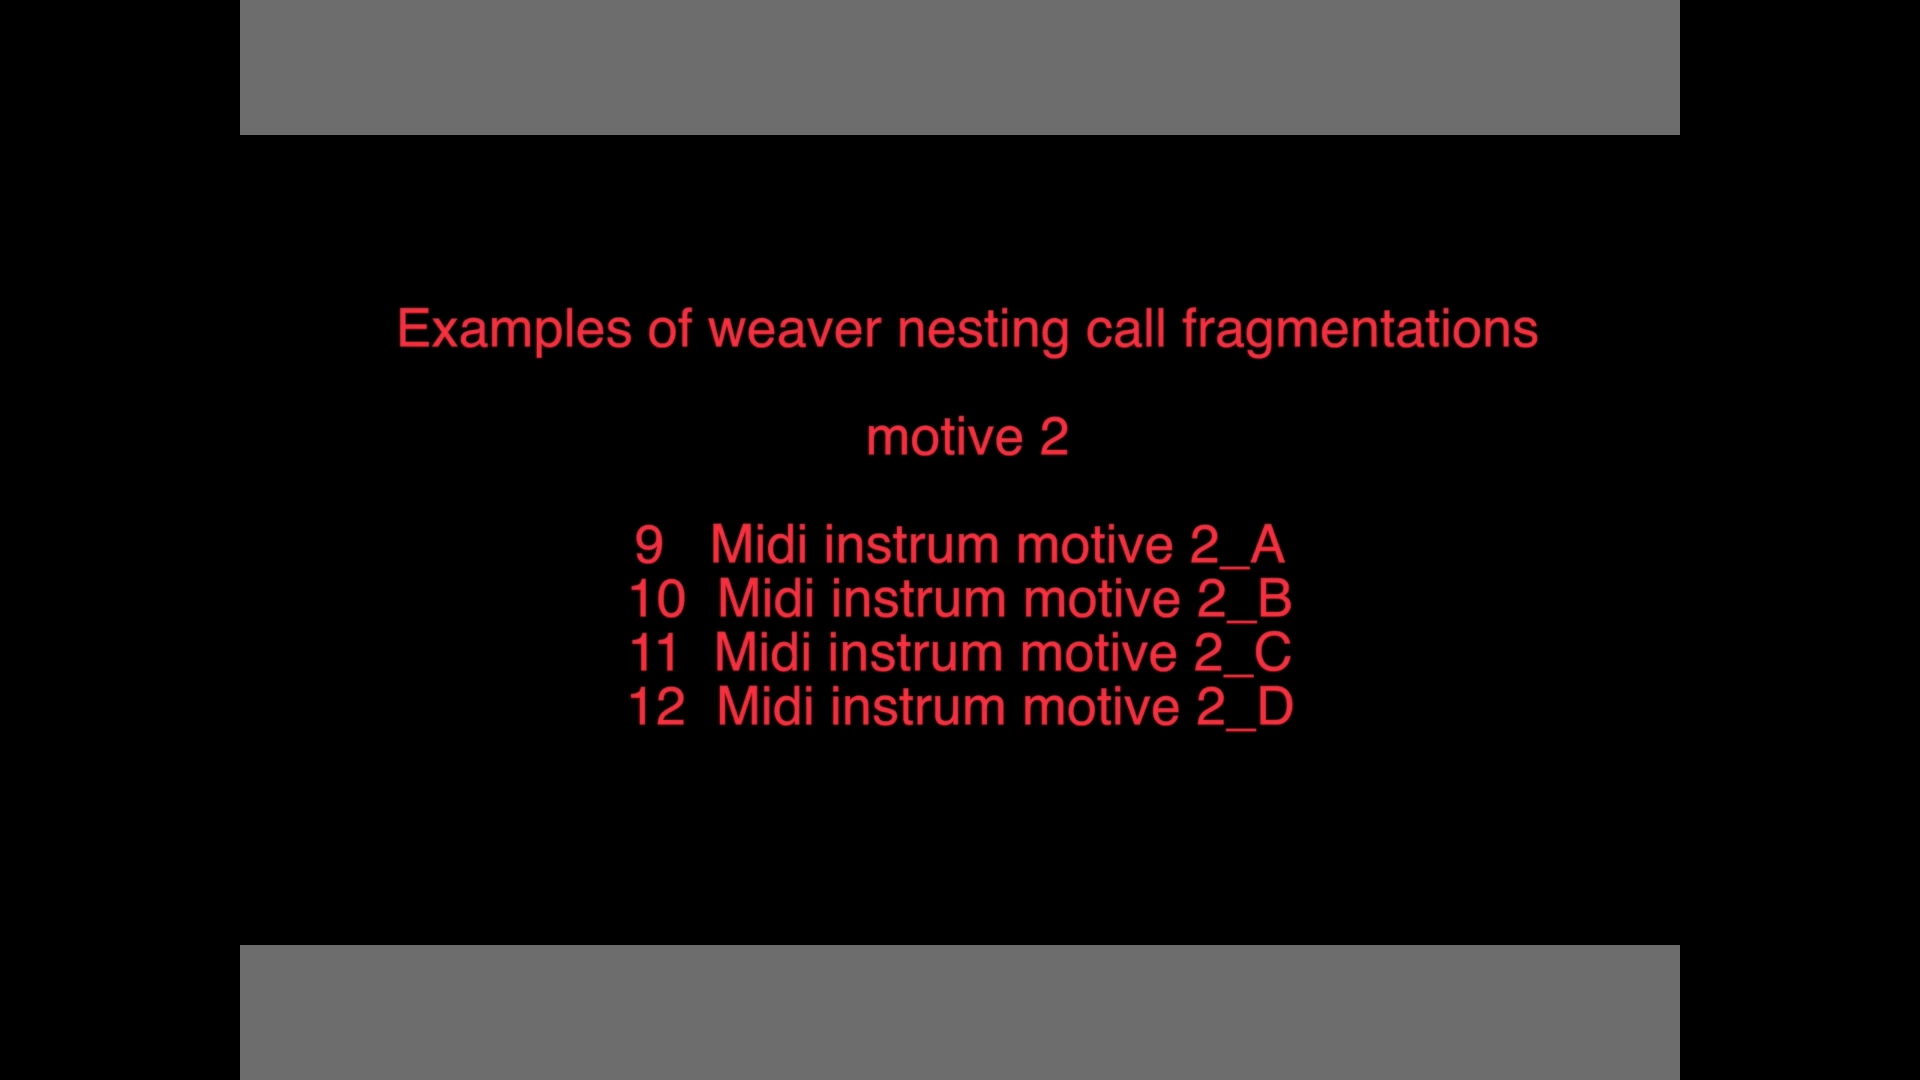 Examples of weaver nesting call fragmentations
motive 2
9 Midi instrum motive 2_A
10 Midi instrum motive 2_B
11 Midi instrum motive 2_C
12 Midi instrum motive 2_D